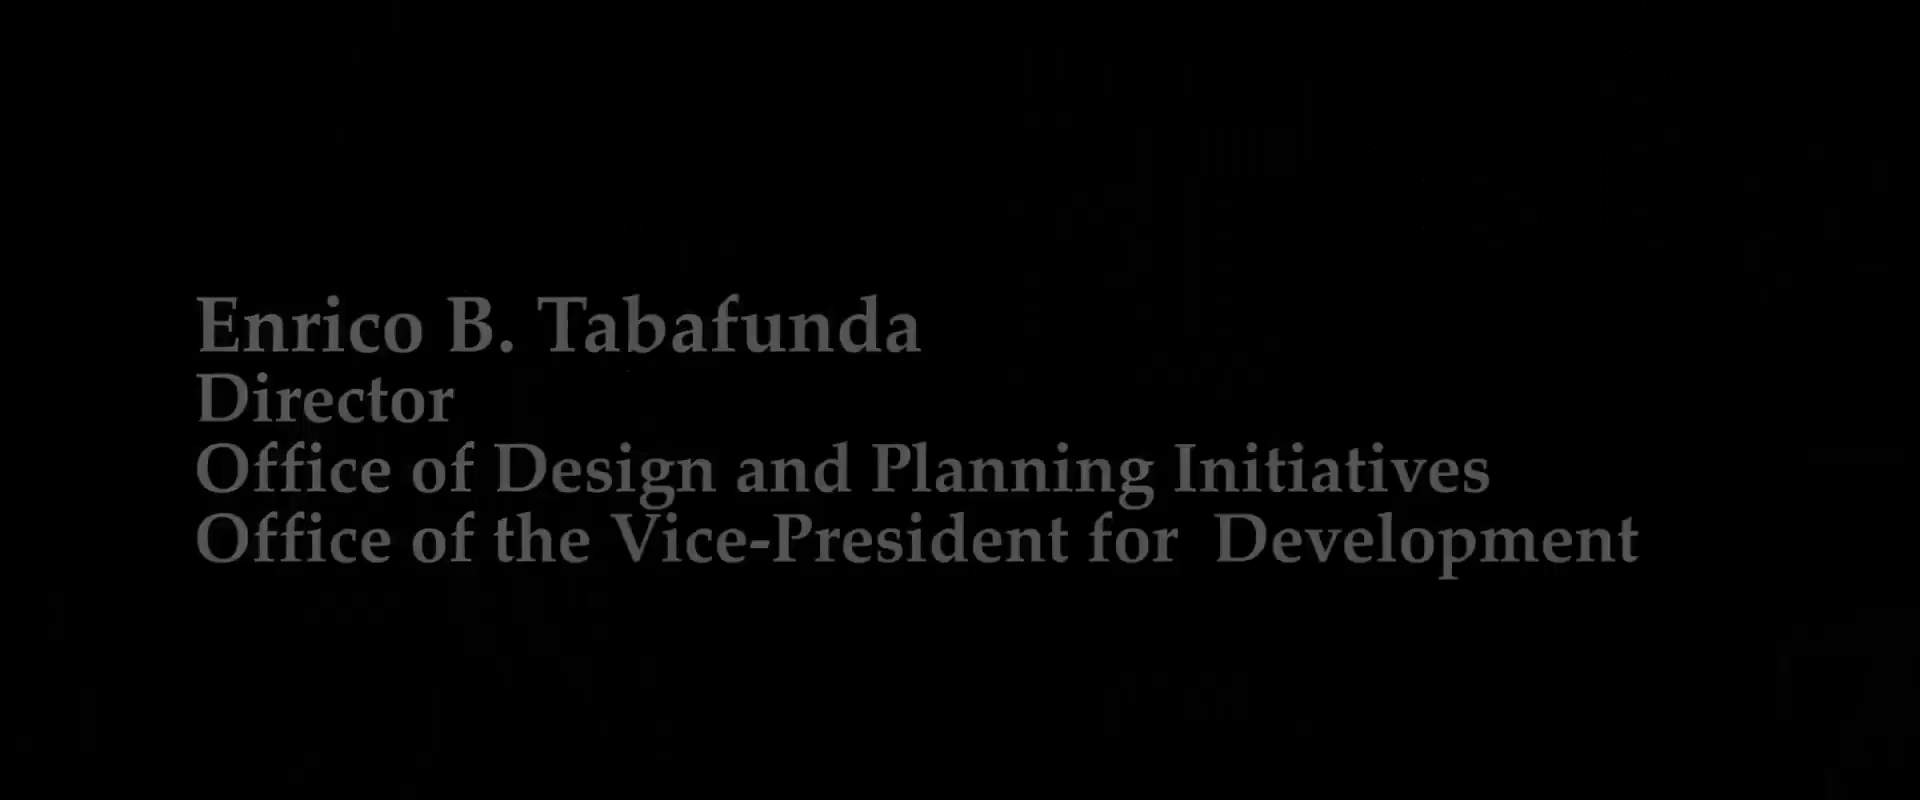 Enrico B. Tabafunda
Director
Office of Design and Planning Initiatives
Office of the Vice-President for  Development